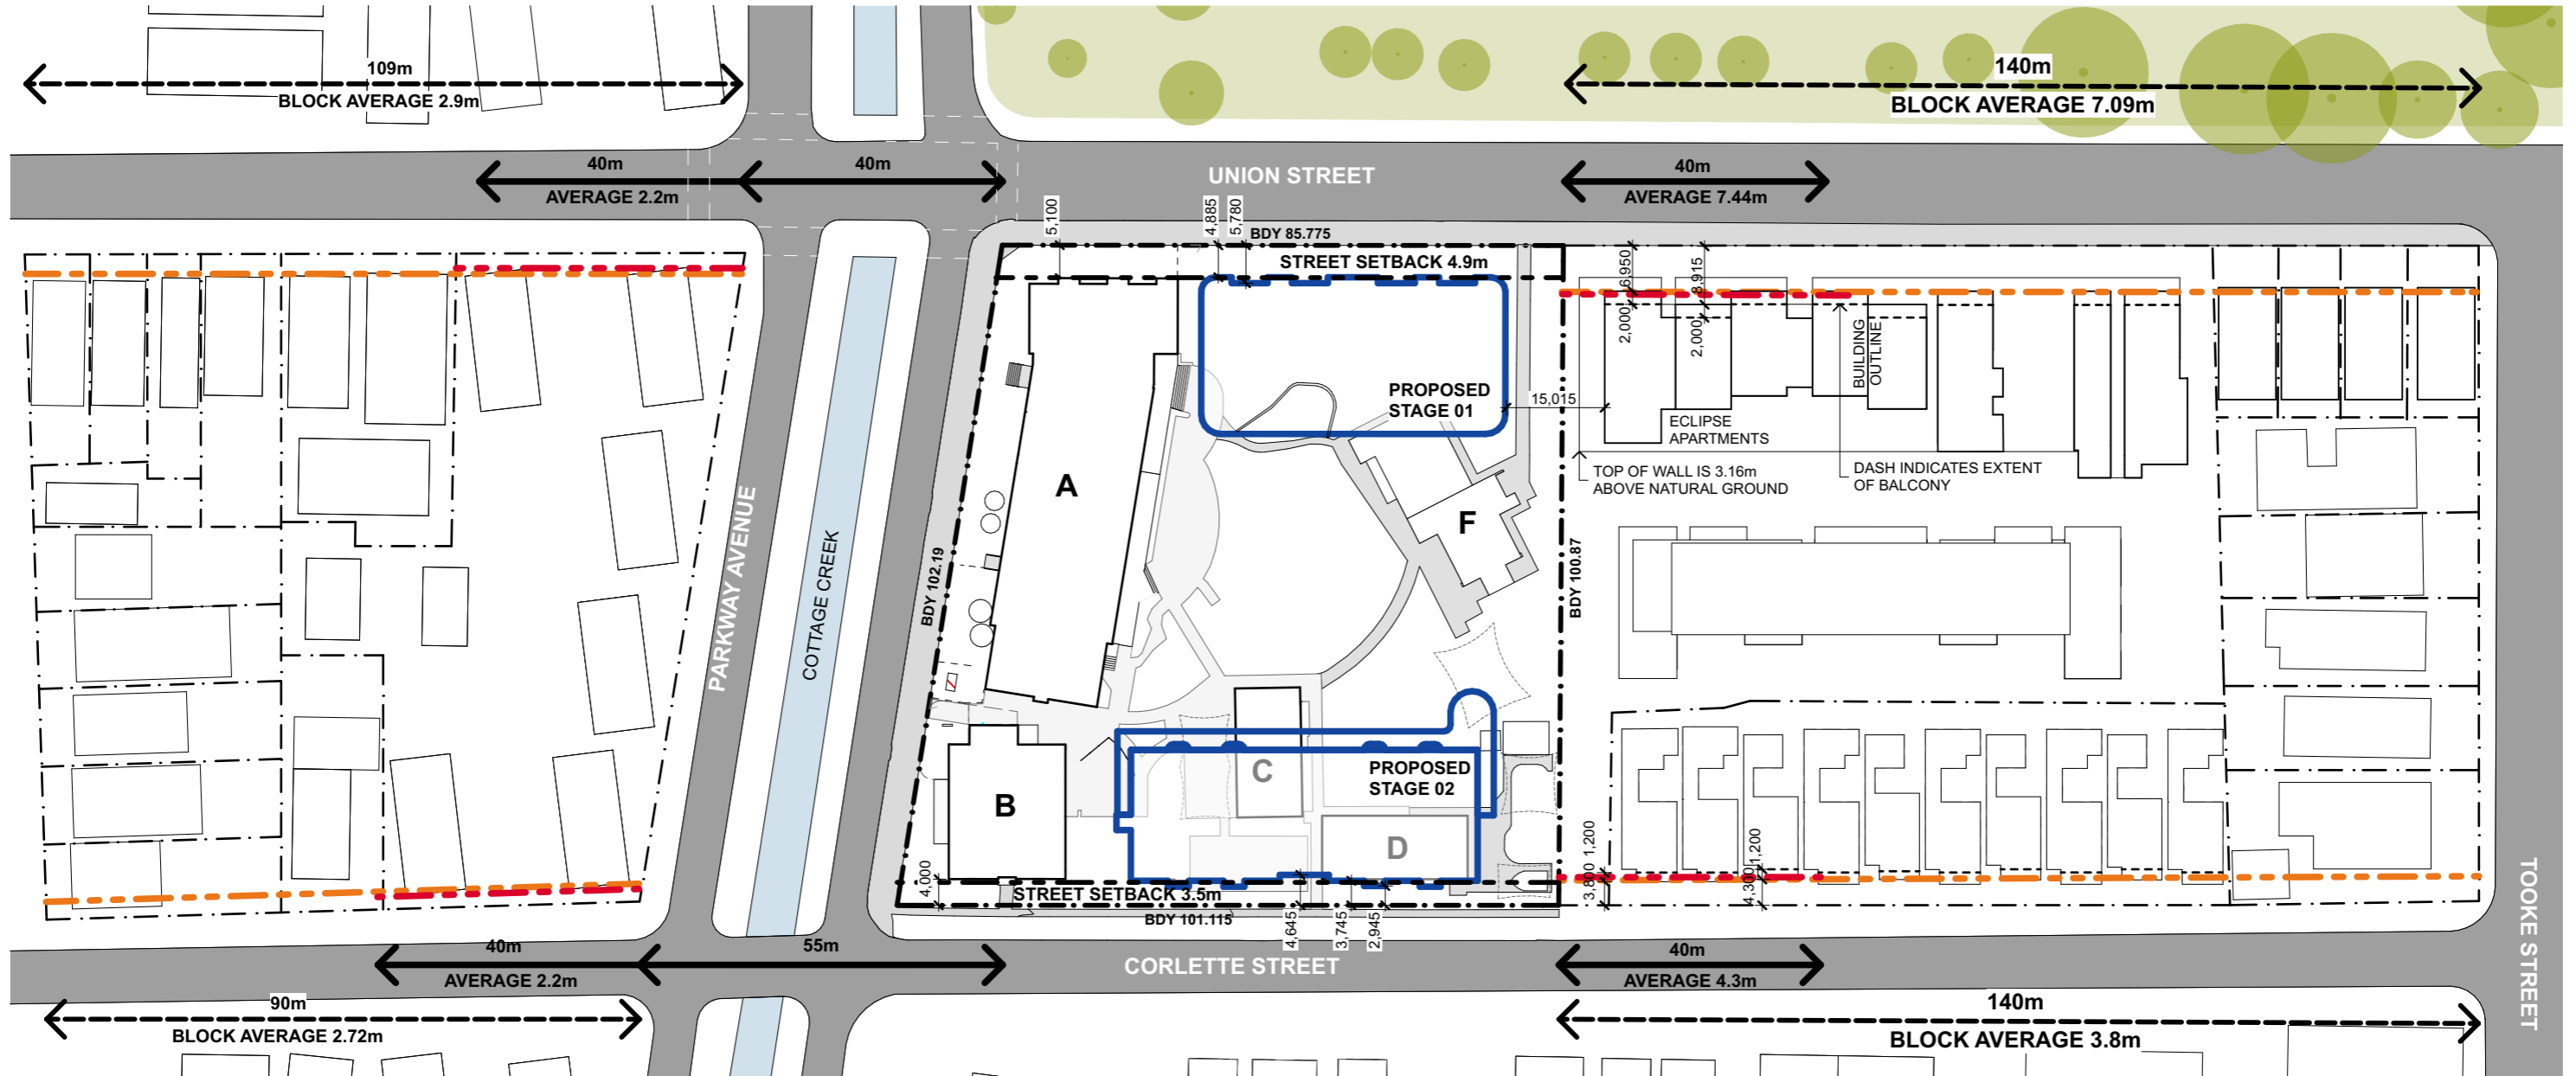 109m
BLOCK AVERAGE 2.9m
140m
BLOCK AVERAGE 7.09m
40m
AVERAGE 2.2m
40m
UNION STREET
40m
AVERAGE 7.44m
5,100
4,885
5,780
BDY 85.775
STREET SETBACK 4.9m
6,950
8,915
2,000
2,000
BUILDING
OUTLINE
PROPOSED
STAGE 01
15,015
ECLIPSE
APARTMENTS
TOP OF WALL IS 3.16m
ABOVE NATURAL GROUND
DASH INDICATES EXTENT
OF BALCONY
A
F
PARKWAY AVENUE
COTTAGE CREEK
BDY 102.19
BDY 100.87
C
PROPOSED
STAGE 02
B
D
4,000
STREET SETBACK 3.5m
BDY 101.115
4,645
3,745
2,945
3,800 1,200
4,300 1,200
TOOKE STREET
40m
AVERAGE 2.2m
55m
CORLETTE STREET
40m
AVERAGE 4.3m
90m
BLOCK AVERAGE 2.72m
140m
BLOCK AVERAGE 3.8m